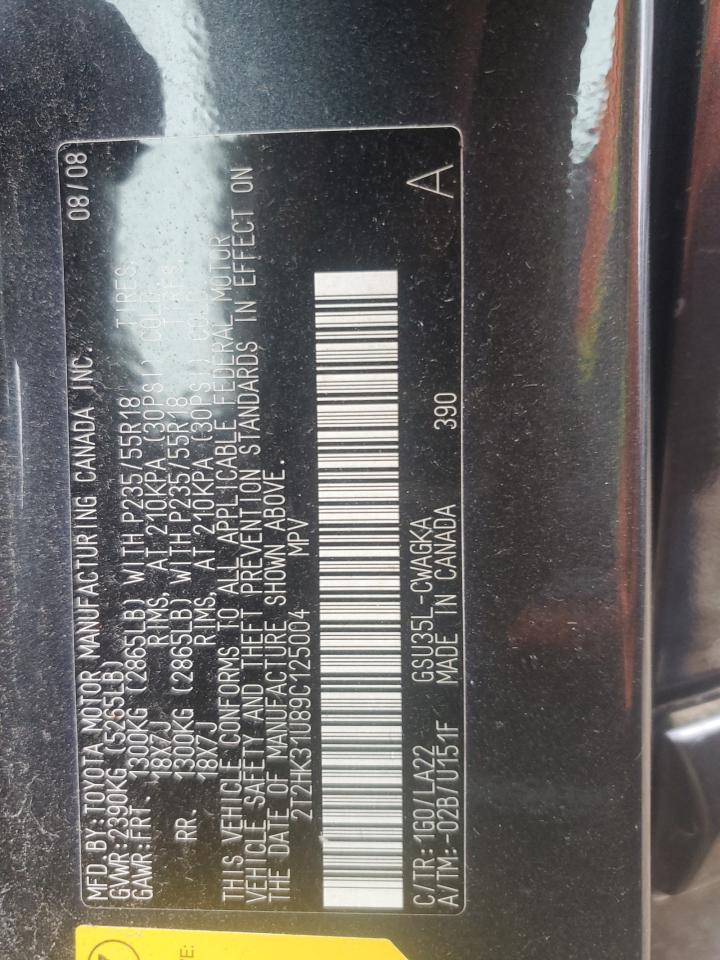 MFD.BY:TOYOTA MOTOR MANUFACTURING CANADA INC. 08/08
GVWR:2390KG (5265LB)
GAWR:FRT. 1300KG (2865LB) WITH P235/55R18 TIRES,
18X7J RIMS, AT 210KPA (30PSI) COLD
RR. 1300KG (2865LB) WITH P235/55R18 TIRES,
18X7J RIMS, AT 210KPA (30PSI) COLD
THIS VEHICLE CONFORMS TO ALL APPLICABLE FEDERAL MOTOR
VEHICLE SAFETY AND THEFT PREVENTION STANDARDS IN EFFECT ON
THE DATE OF MANUFACTURE SHOWN ABOVE.
2T2HK31U89C125004 MPV
C/TR:1G0/LA22 GSU35L-CWAGKA A
A/TM:-02B/U151F MADE IN CANADA 390
TE: